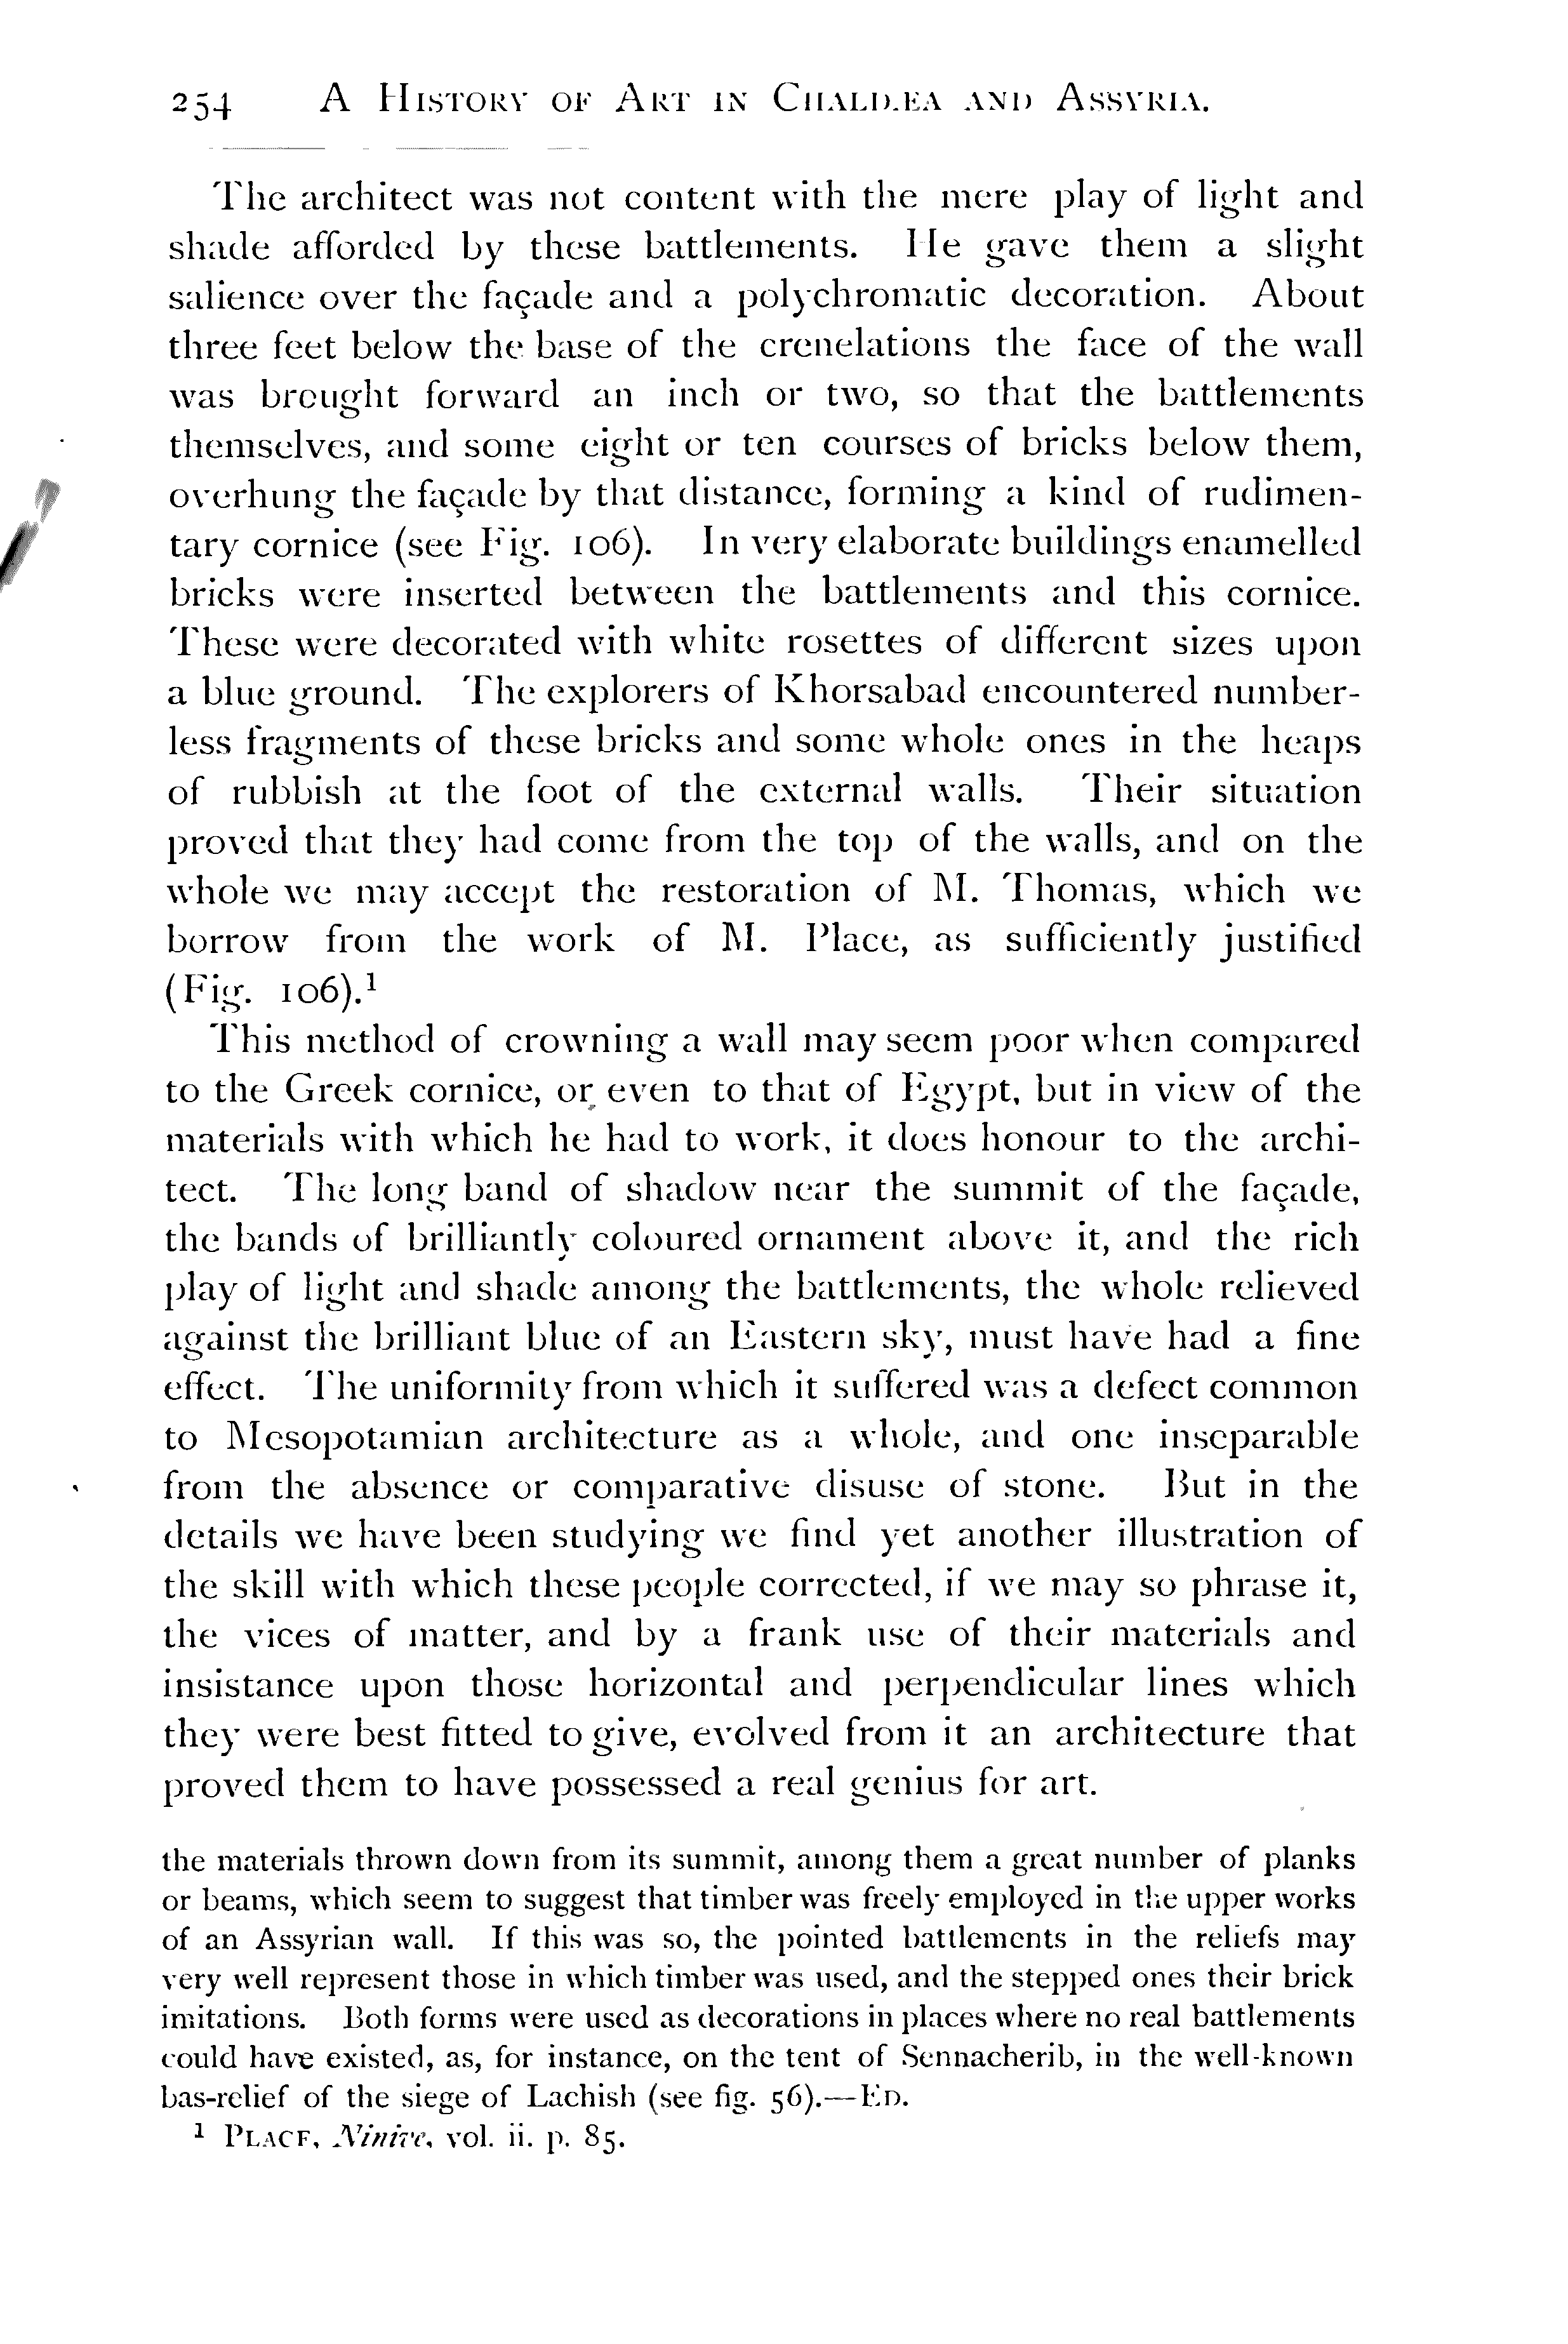 254 A HISTORY OF ART IN CHALDÆA AND ASSYRIA.
The architect was not content with the mere play of light and
shade afforded by these battlements. He gave them a slight
salience over the façade and a polychromatic decoration. About
three feet below the base of the crenelations the face of the wall
was brought forward an inch or two, so that the battlements
themselves, and some eight or ten courses of bricks below them,
overhung the façade by that distance, forming a kind of rudimen-
tary cornice (see Fig. 106). In very elaborate buildings enamelled
bricks were inserted between the battlements and this cornice.
These were decorated with white rosettes of different sizes upon
a blue ground. The explorers of Khorsabad encountered number-
less fragments of these bricks and some whole ones in the heaps
of rubbish at the foot of the external walls. Their situation
proved that they had come from the top of the walls, and on the
whole we may accept the restoration of M. Thomas, which we
borrow from the work of M. Place, as sufficiently justified
(Fig. 106).¹
This method of crowning a wall may seem poor when compared
to the Greek cornice, or even to that of Egypt, but in view of the
materials with which he had to work, it does honour to the archi-
tect. The long band of shadow near the summit of the façade,
the bands of brilliantly coloured ornament above it, and the rich
play of light and shade among the battlements, the whole relieved
against the brilliant blue of an Eastern sky, must have had a fine
effect. The uniformity from which it suffered was a defect common
to Mesopotamian architecture as a whole, and one inseparable
from the absence or comparative disuse of stone. But in the
details we have been studying we find yet another illustration of
the skill with which these people corrected, if we may so phrase it,
the vices of matter, and by a frank use of their materials and
insistance upon those horizontal and perpendicular lines which
they were best fitted to give, evolved from it an architecture that
proved them to have possessed a real genius for art.
the materials thrown down from its summit, among them a great number of planks
or beams, which seem to suggest that timber was freely employed in the upper works
of an Assyrian wall. If this was so, the pointed battlements in the reliefs may
very well represent those in which timber was used, and the stepped ones their brick
imitations. Both forms were used as decorations in places where no real battlements
could have existed, as, for instance, on the tent of Sennacherib, in the well-known
bas-relief of the siege of Lachish (see fig. 56).—ED.
¹ PLACE, Ninive, vol. ii. p. 85.